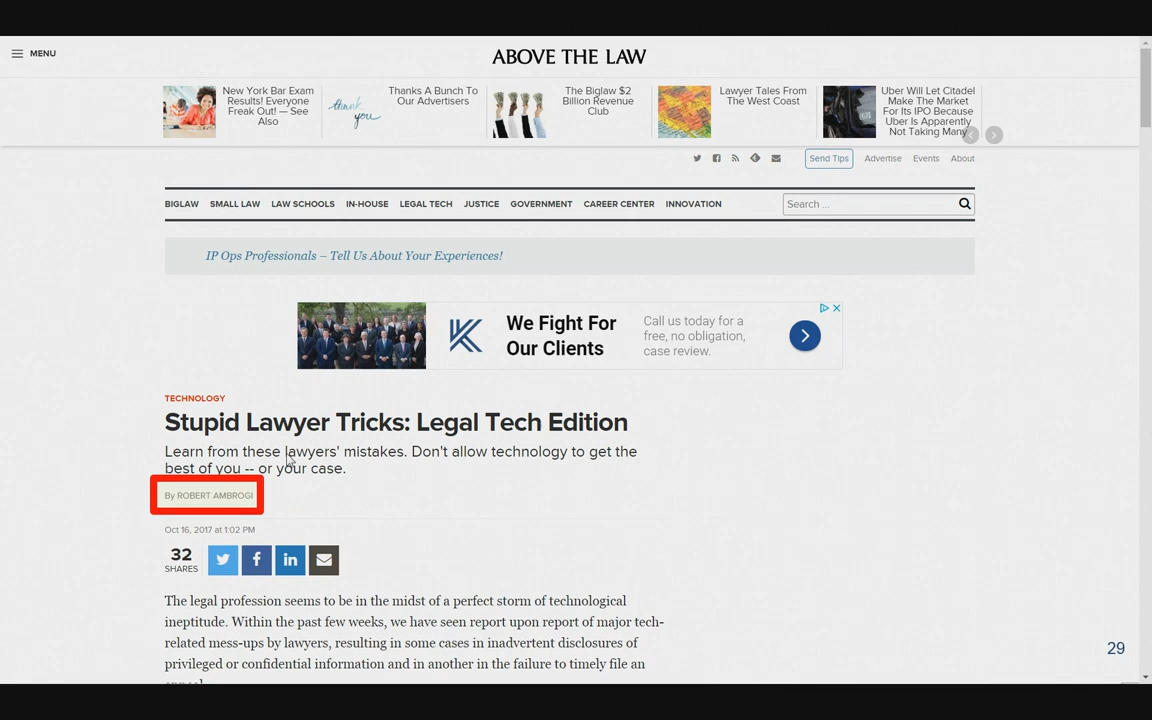 MENU
ABOVE THE LAW
New York Bar Exam
Results! Everyone
Freak Out! — See
Also
thank
you
Thanks A Bunch To
Our Advertisers
The Biglaw $2
Billion Revenue
Club
Lawyer Tales From
The West Coast
Uber Will Let Citadel
Make The Market
For Its IPO Because
Uber Is Apparently
Not Taking Many
Send Tips
Advertise
Events
About
BIGLAW
SMALL LAW
LAW SCHOOLS
IN-HOUSE
LEGAL TECH
JUSTICE
GOVERNMENT
CAREER CENTER
INNOVATION
Search ...
IP Ops Professionals – Tell Us About Your Experiences!
We Fight For
Our Clients
Call us today for a
free, no obligation,
case review.
TECHNOLOGY
Stupid Lawyer Tricks: Legal Tech Edition
Learn from these lawyers' mistakes. Don't allow technology to get the
best of you -- or your case.
By ROBERT AMBROGI
Oct 16, 2017 at 1:02 PM
32
SHARES
The legal profession seems to be in the midst of a perfect storm of technological
ineptitude. Within the past few weeks, we have seen report upon report of major tech-
related mess-ups by lawyers, resulting in some cases in inadvertent disclosures of
privileged or confidential information and in another in the failure to timely file an
29